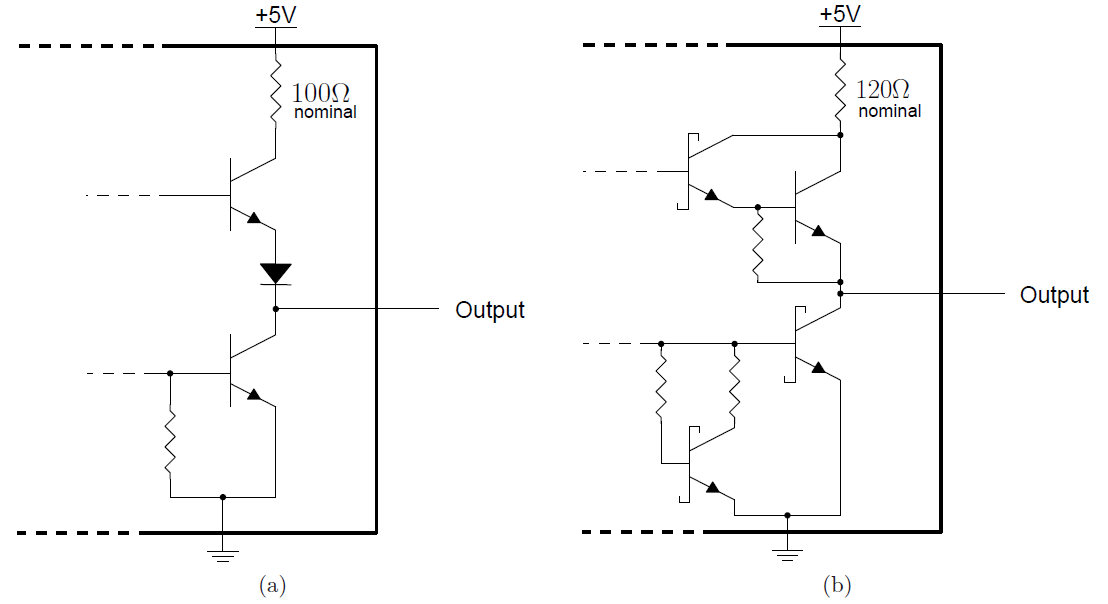 +5V
100Ω
nominal
Output
(a)
+5V
120Ω
nominal
Output
(b)